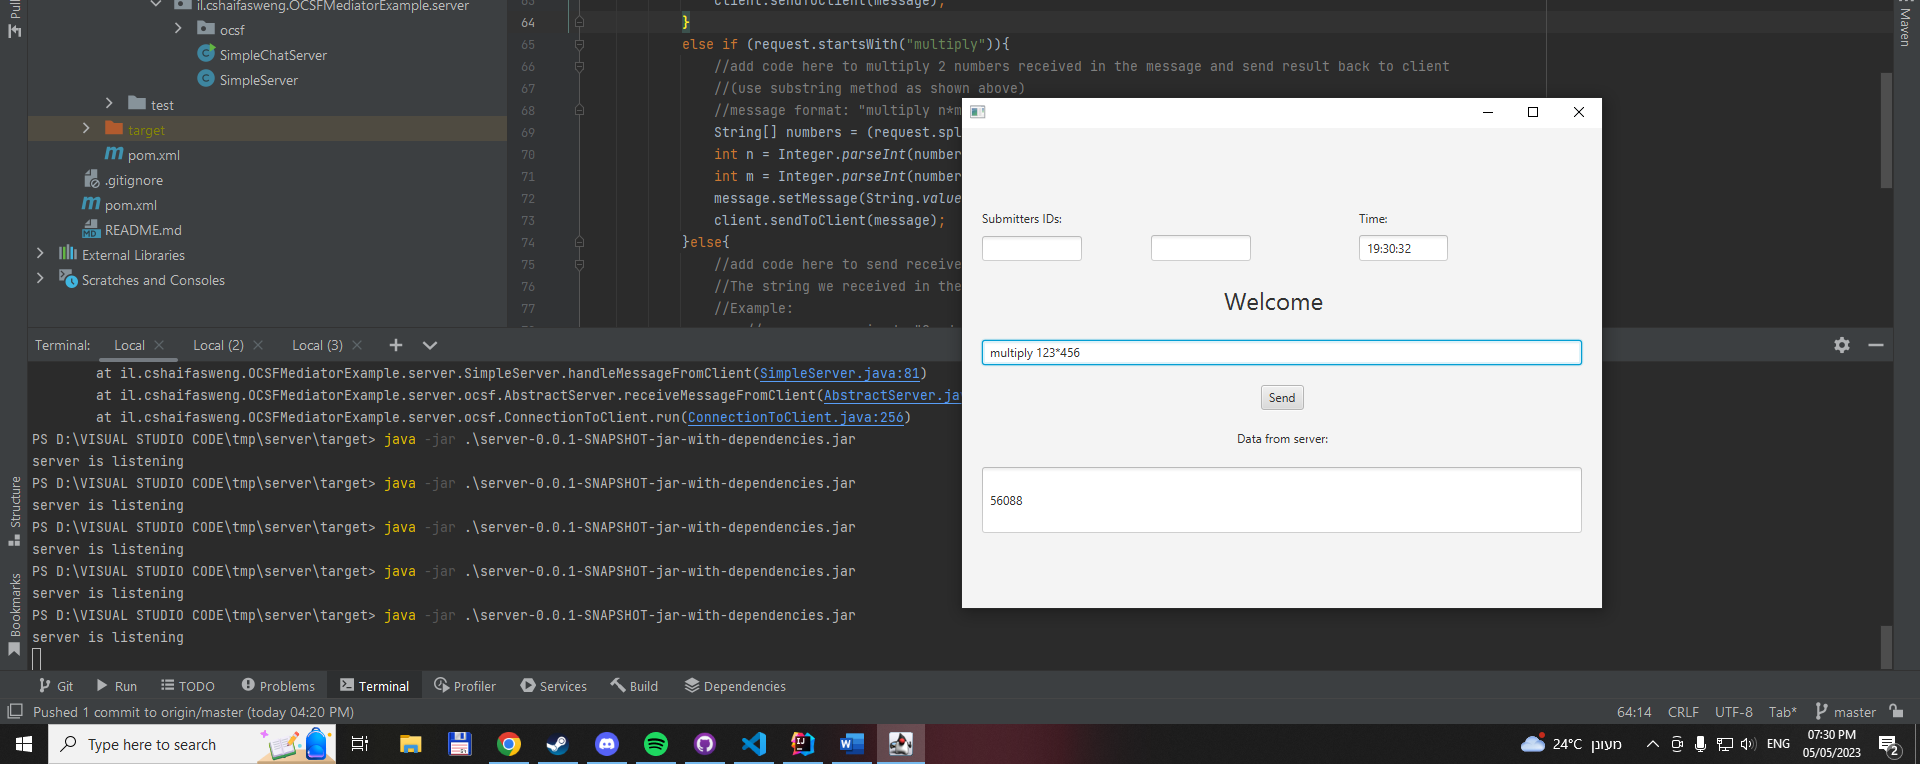 Pull
il.cshaifasweng.OCSFMediatorExample.server
ocsf
SimpleChatServer
SimpleServer
test
target
pom.xml
.gitignore
pom.xml
README.md
External Libraries
Scratches and Consoles
client.sendToClient(message);
64 }
65 else if (request.startsWith("multiply")){
66 //add code here to multiply 2 numbers received in the message and send result back to client
67 //(use substring method as shown above)
68 //message format: "multiply n*m
69 String[] numbers = (request.spl
70 int n = Integer.parseInt(number
71 int m = Integer.parseInt(number
72 message.setMessage(String.value
73 client.sendToClient(message);
74 }else{
75 //add code here to send receive
76 //The string we received in the
77 //Example:
Maven
Submitters IDs:
Time:
19:30:32
Welcome
multiply 123*456
Send
Data from server:
56088
Terminal: Local Local (2) Local (3)
at il.cshaifasweng.OCSFMediatorExample.server.SimpleServer.handleMessageFromClient(SimpleServer.java:81)
at il.cshaifasweng.OCSFMediatorExample.server.ocsf.AbstractServer.receiveMessageFromClient(AbstractServer.ja
at il.cshaifasweng.OCSFMediatorExample.server.ocsf.ConnectionToClient.run(ConnectionToClient.java:256)
PS D:\VISUAL STUDIO CODE\tmp\server\target> java -jar .\server-0.0.1-SNAPSHOT-jar-with-dependencies.jar
server is listening
PS D:\VISUAL STUDIO CODE\tmp\server\target> java -jar .\server-0.0.1-SNAPSHOT-jar-with-dependencies.jar
server is listening
PS D:\VISUAL STUDIO CODE\tmp\server\target> java -jar .\server-0.0.1-SNAPSHOT-jar-with-dependencies.jar
server is listening
PS D:\VISUAL STUDIO CODE\tmp\server\target> java -jar .\server-0.0.1-SNAPSHOT-jar-with-dependencies.jar
server is listening
PS D:\VISUAL STUDIO CODE\tmp\server\target> java -jar .\server-0.0.1-SNAPSHOT-jar-with-dependencies.jar
server is listening
Structure
Bookmarks
Git Run TODO Problems Terminal Profiler Services Build Dependencies
Pushed 1 commit to origin/master (today 04:20 PM) 64:14 CRLF UTF-8 Tab* master
Type here to search
24°C מעונן ENG
07:30 PM
05/05/2023
2